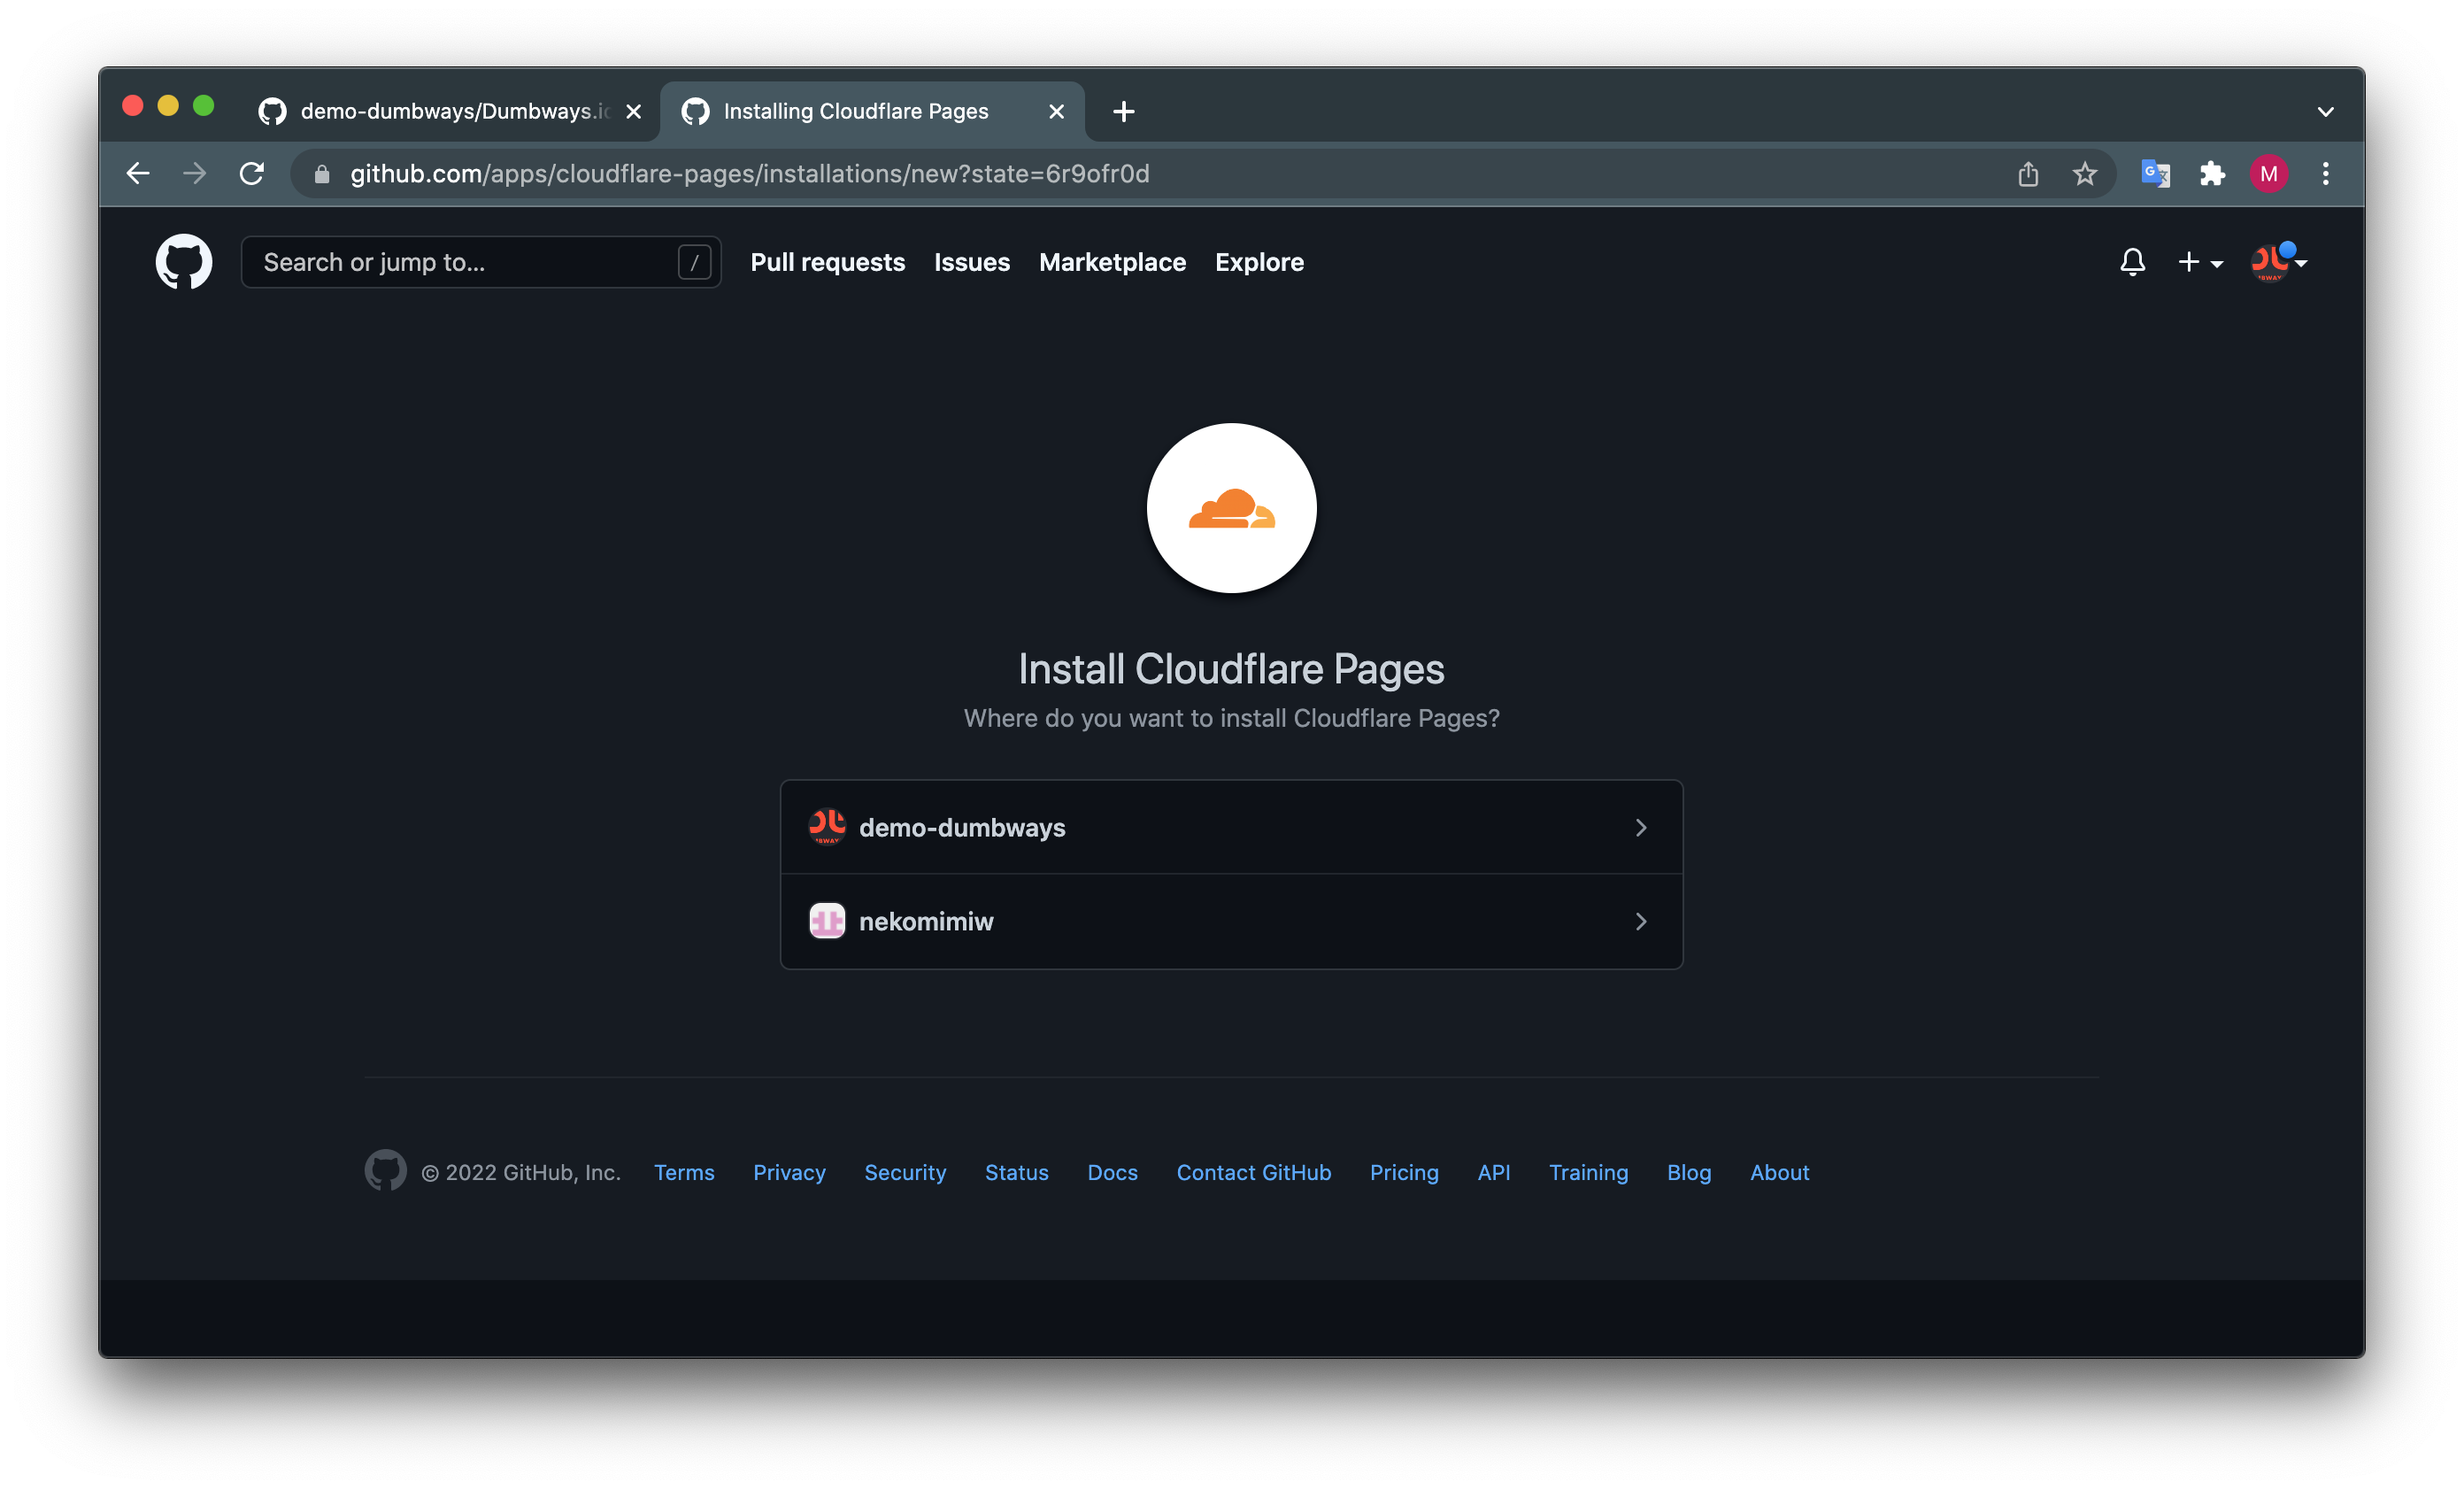 demo-dumbways/Dumbways.i
Installing Cloudflare Pages
github.com/apps/cloudflare-pages/installations/new?state=6r9ofr0d
M
Search or jump to...
/
Pull requests
Issues
Marketplace
Explore
Install Cloudflare Pages
Where do you want to install Cloudflare Pages?
demo-dumbways
nekomimiw
© 2022 GitHub, Inc.
Terms
Privacy
Security
Status
Docs
Contact GitHub
Pricing
API
Training
Blog
About